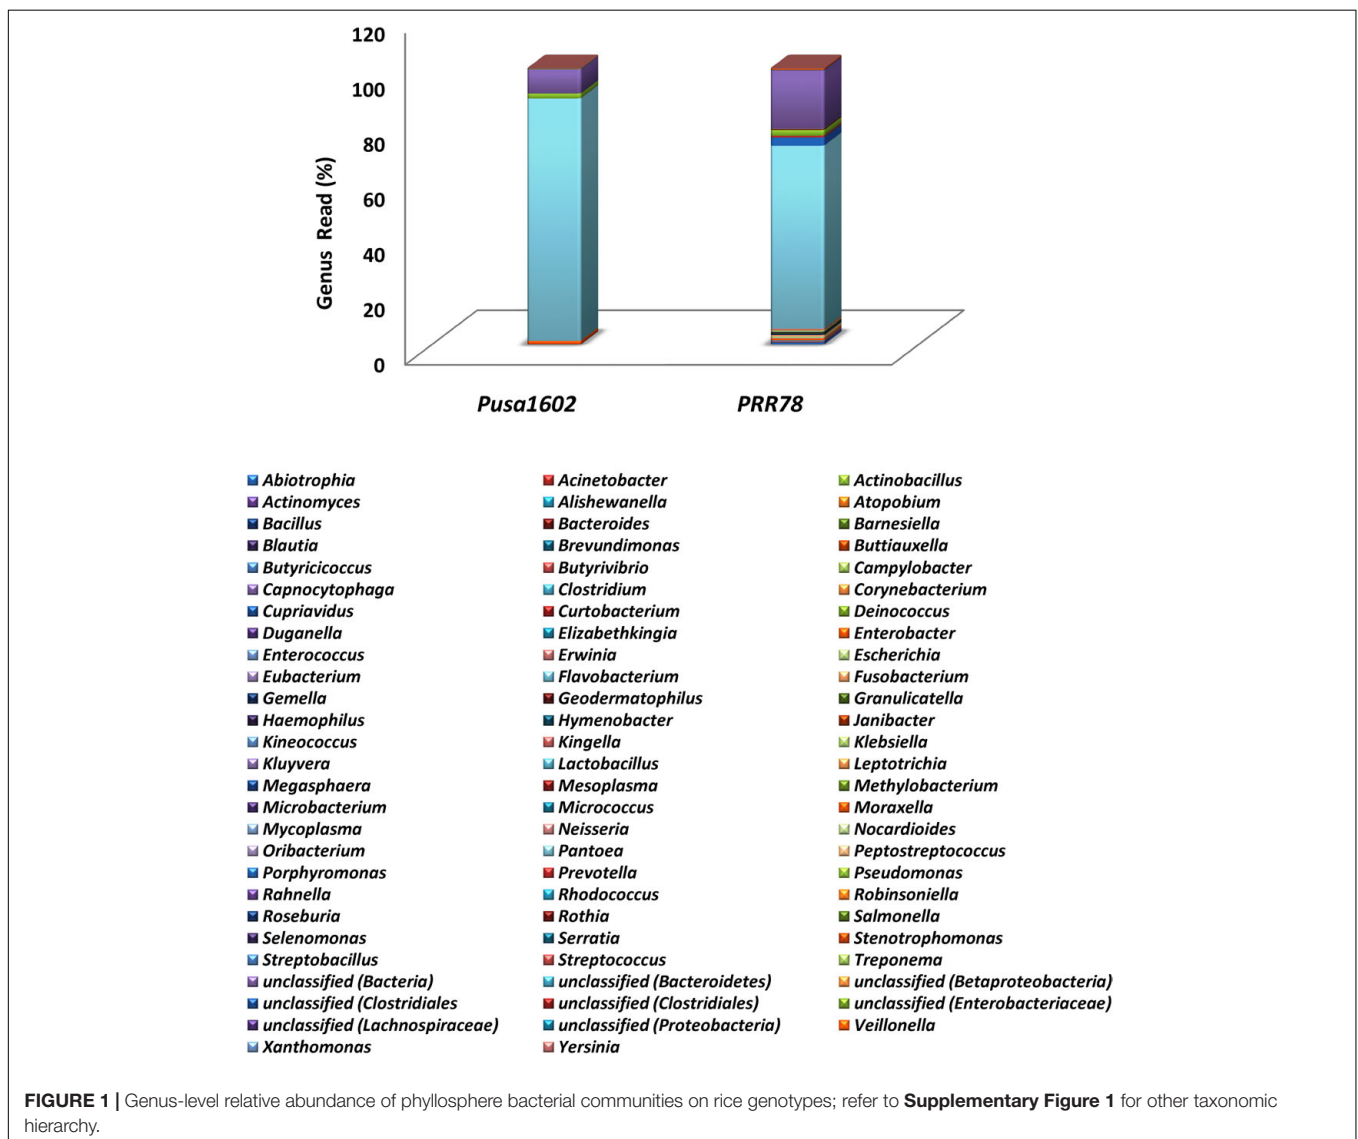 120
100
80
60
40
20
0
Genus Read (%)
Pusa1602 PRR78
Abiotrophia Acinetobacter Actinobacillus
Actinomyces Alishewanella Atopobium
Bacillus Bacteroides Barnesiella
Blautia Brevundimonas Buttiauxella
Butyricicoccus Butyrivibrio Campylobacter
Capnocytophaga Clostridium Corynebacterium
Cupriavidus Curtobacterium Deinococcus
Duganella Elizabethkingia Enterobacter
Enterococcus Erwinia Escherichia
Eubacterium Flavobacterium Fusobacterium
Gemella Geodermatophilus Granulicatella
Haemophilus Hymenobacter Janibacter
Kineococcus Kingella Klebsiella
Kluyvera Lactobacillus Leptotrichia
Megasphaera Mesoplasma Methylobacterium
Microbacterium Micrococcus Moraxella
Mycoplasma Neisseria Nocardioides
Oribacterium Pantoea Peptostreptococcus
Porphyromonas Prevotella Pseudomonas
Rahnella Rhodococcus Robinsoniella
Roseburia Rothia Salmonella
Selenomonas Serratia Stenotrophomonas
Streptobacillus Streptococcus Treponema
unclassified (Bacteria) unclassified (Bacteroidetes) unclassified (Betaproteobacteria)
unclassified (Clostridiales unclassified (Clostridiales) unclassified (Enterobacteriaceae)
unclassified (Lachnospiraceae) unclassified (Proteobacteria) Veillonella
Xanthomonas Yersinia
FIGURE 1 | Genus-level relative abundance of phyllosphere bacterial communities on rice genotypes; refer to Supplementary Figure 1 for other taxonomic
hierarchy.